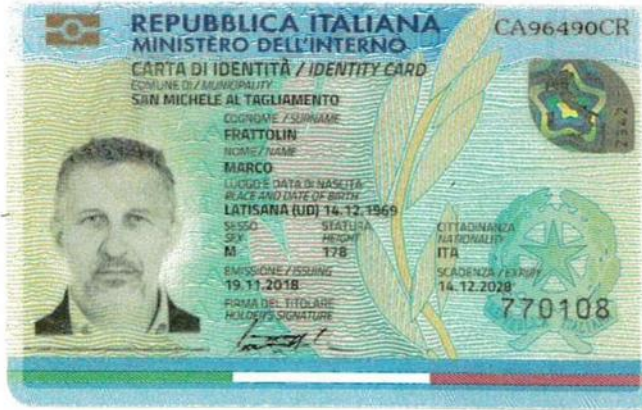 REPUBBLICA ITALIANA CA96490CR
MINISTERO DELL'INTERNO
CARTA DI IDENTITÀ / IDENTITY CARD
COMUNE DI / MUNICIPALITY
SAN MICHELE AL TAGLIAMENTO
COGNOME / SURNAME
FRATTOLIN
NOME / NAME
MARCO
LUOGO E DATA DI NASCITA
PLACE AND DATE OF BIRTH
LATISANA (UD) 14.12.1969
SESSO STATURA CITTADINANZA
SEX HEIGHT NATIONALITY
M 178 ITA
EMISSIONE / ISSUING SCADENZA / EXPIRY
19.11.2018 14.12.2028
FIRMA DEL TITOLARE 770108
HOLDER'S SIGNATURE